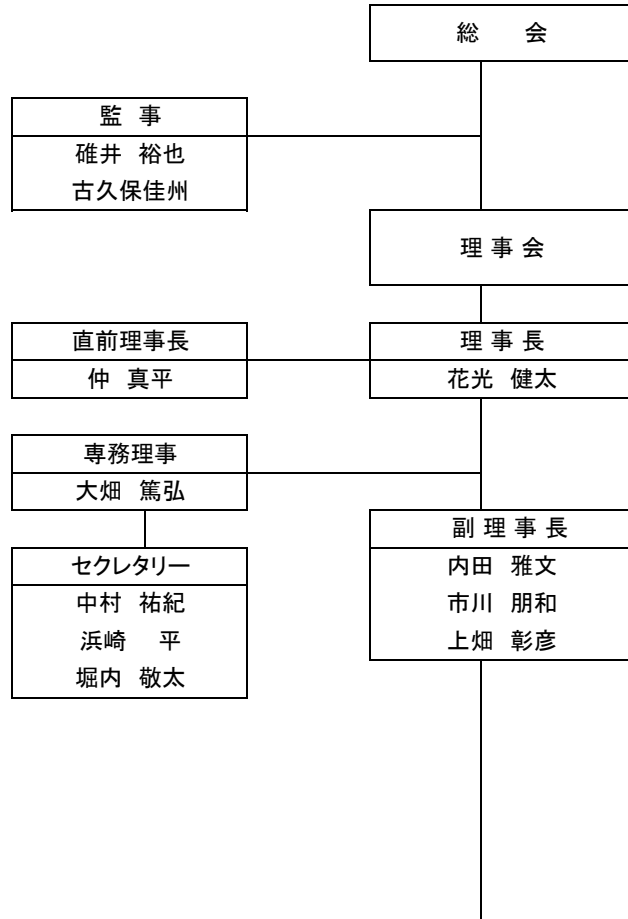 総　会
監 事
碓井 裕也
古久保佳州
理 事 会
直前理事長
仲 真平
理 事 長
花光 健太
専務理事
大畑 篤弘
副 理 事 長
内田 雅文
市川 朋和
上畑 彰彦
セクレタリー
中村 祐紀
浜崎　平
堀内 敬太